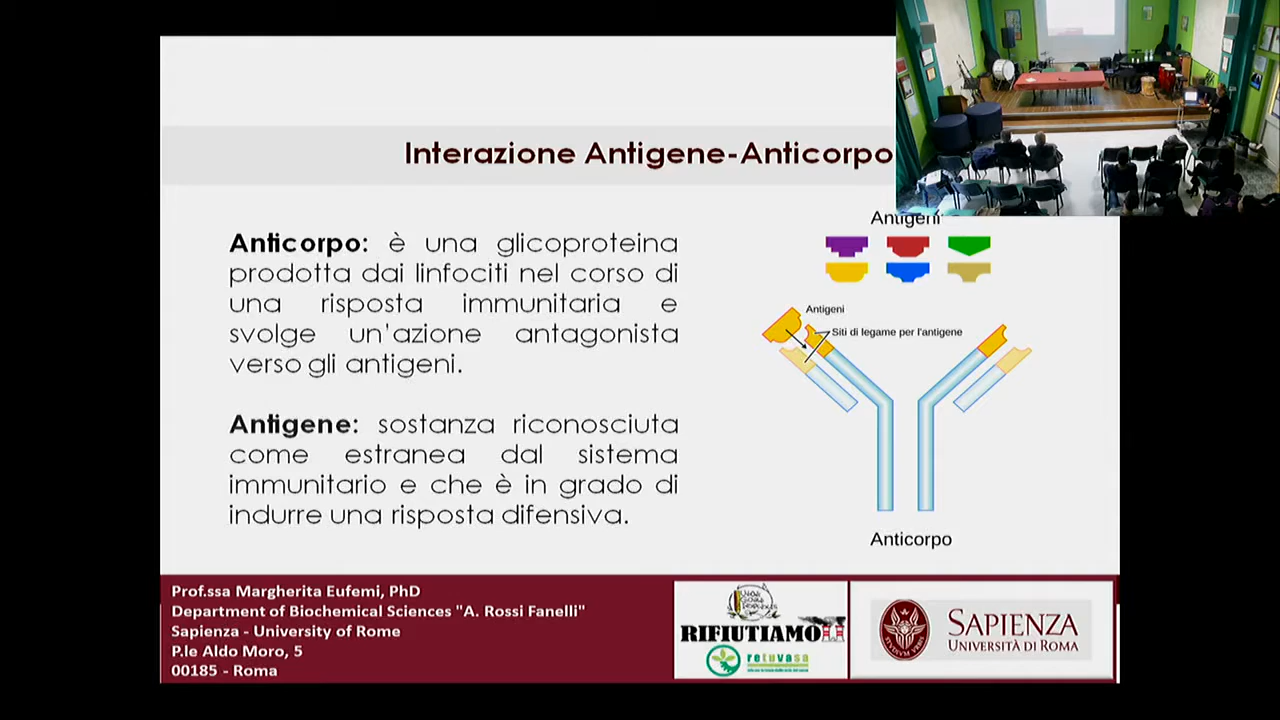 Interazione Antigene-Anticorpo
Anticorpo: è una glicoproteina
prodotta dai linfociti nel corso di
una risposta immunitaria e
svolge un'azione antagonista
verso gli antigeni.
Antigene: sostanza riconosciuta
come estranea dal sistema
immunitario e che è in grado di
indurre una risposta difensiva.
Antigeni
Antigeni
Siti di legame per l'antigene
Anticorpo
Prof.ssa Margherita Eufemi, PhD
Department of Biochemical Sciences "A. Rossi Fanelli"
Sapienza - University of Rome
P.le Aldo Moro, 5
00185 - Roma
RIFIUTIAMOLI
retuvasa
SAPIENZA
UNIVERSITÀ DI ROMA